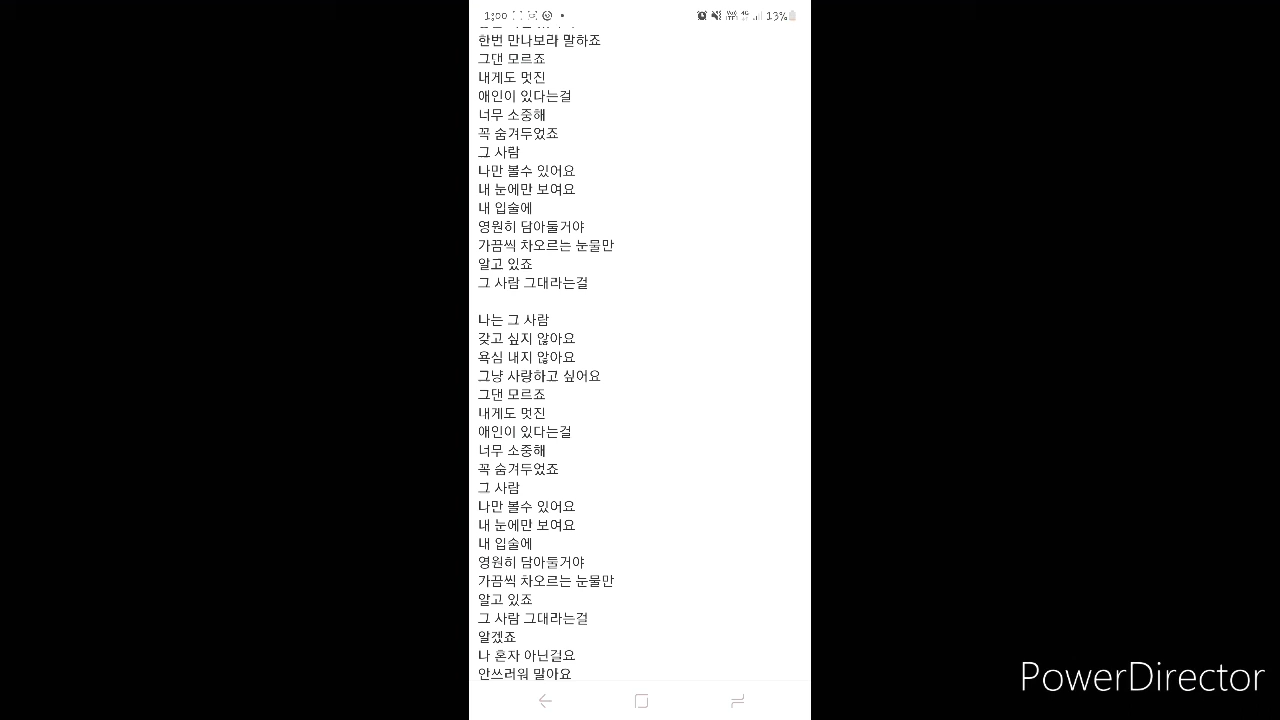 1:00
13%
한번 만나보라 말하죠
그댄 모르죠
내게도 멋진
애인이 있다는걸
너무 소중해
꼭 숨겨두었죠
그 사람
나만 볼수 있어요
내 눈에만 보여요
내 입술에
영원히 담아둘거야
가끔씩 차오르는 눈물만
알고 있죠
그 사람 그대라는걸
나는 그 사람
갖고 싶지 않아요
욕심 내지 않아요
그냥 사랑하고 싶어요
그댄 모르죠
내게도 멋진
애인이 있다는걸
너무 소중해
꼭 숨겨두었죠
그 사람
나만 볼수 있어요
내 눈에만 보여요
내 입술에
영원히 담아둘거야
가끔씩 차오르는 눈물만
알고 있죠
그 사람 그대라는걸
알겠죠
나 혼자 아닌걸요
안쓰러워 말아요
PowerDirector